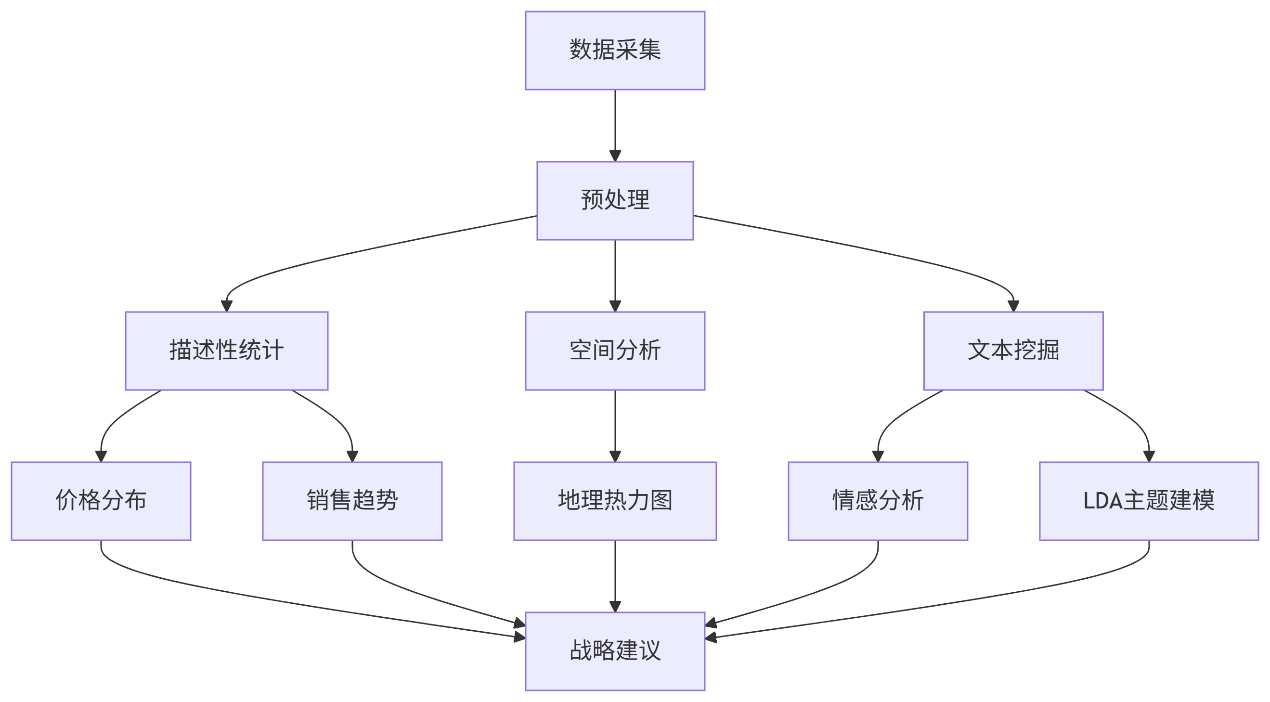 数据采集
预处理
描述性统计
空间分析
文本挖掘
价格分布
销售趋势
地理热力图
情感分析
LDA主题建模
战略建议